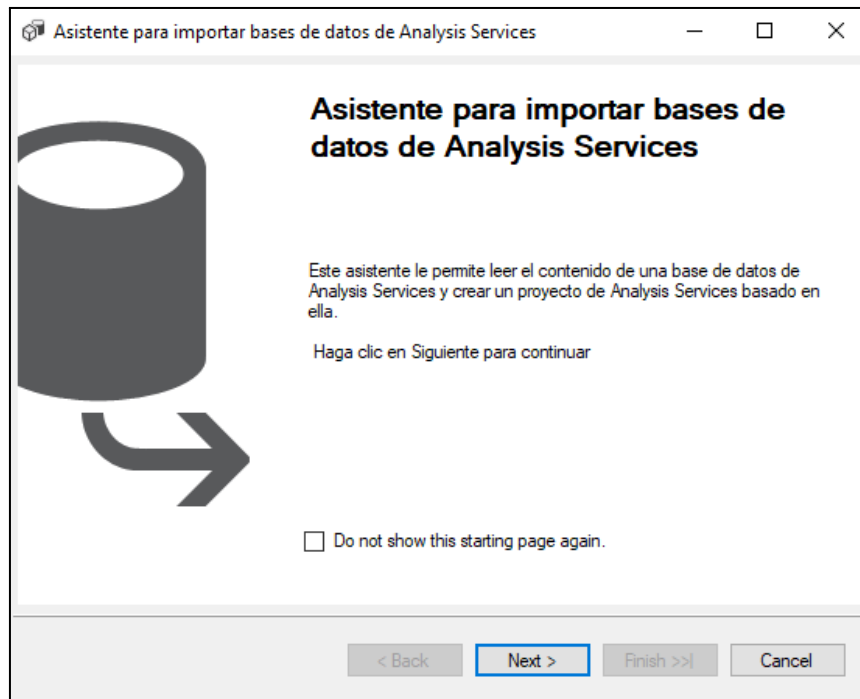 Asistente para importar bases de datos de Analysis Services
Asistente para importar bases de
datos de Analysis Services
Este asistente le permite leer el contenido de una base de datos de
Analysis Services y crear un proyecto de Analysis Services basado en
ella.
Haga clic en Siguiente para continuar
Do not show this starting page again.
< Back Next > Finish >>| Cancel